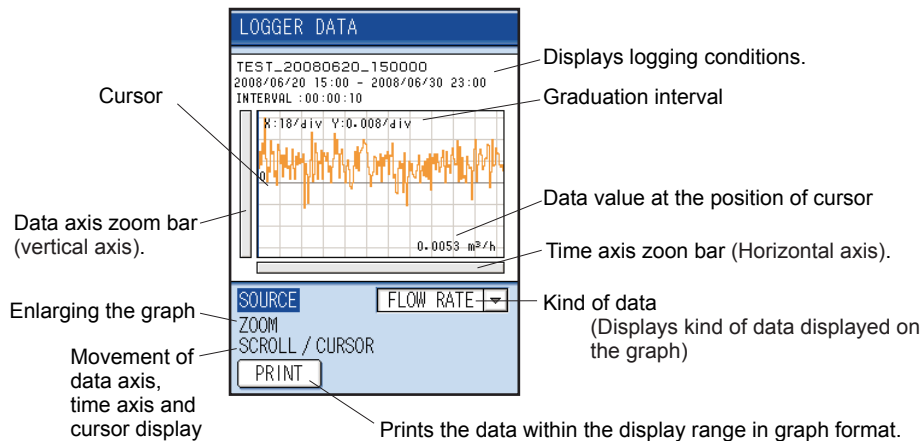 LOGGER DATA
TEST_20080620_150000
2008/06/20 15:00 - 2008/06/30 23:00
INTERVAL :00:00:10
X:18/div Y:0.008/div
0
0.0053 m³/h
SOURCE
FLOW RATE
ZOOM
SCROLL / CURSOR
PRINT
Cursor
Data axis zoom bar
(vertical axis).
Enlarging the graph
Movement of
data axis,
time axis and
cursor display
Displays logging conditions.
Graduation interval
Data value at the position of cursor
Time axis zoon bar (Horizontal axis).
Kind of data
(Displays kind of data displayed on
the graph)
Prints the data within the display range in graph format.